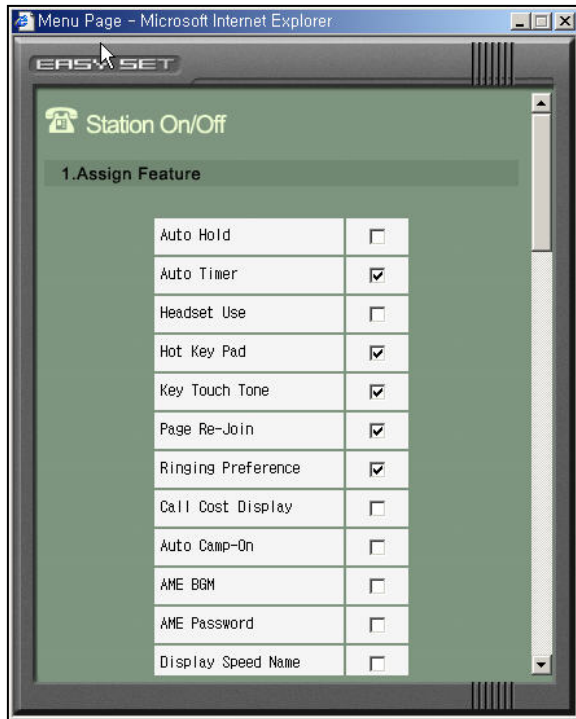 Menu Page - Microsoft Internet Explorer
EASY SET
Station On/Off
1.Assign Feature
Auto Hold
Auto Timer
Headset Use
Hot Key Pad
Key Touch Tone
Page Re-Join
Ringing Preference
Call Cost Display
Auto Camp-On
AME BGM
AME Password
Display Speed Name